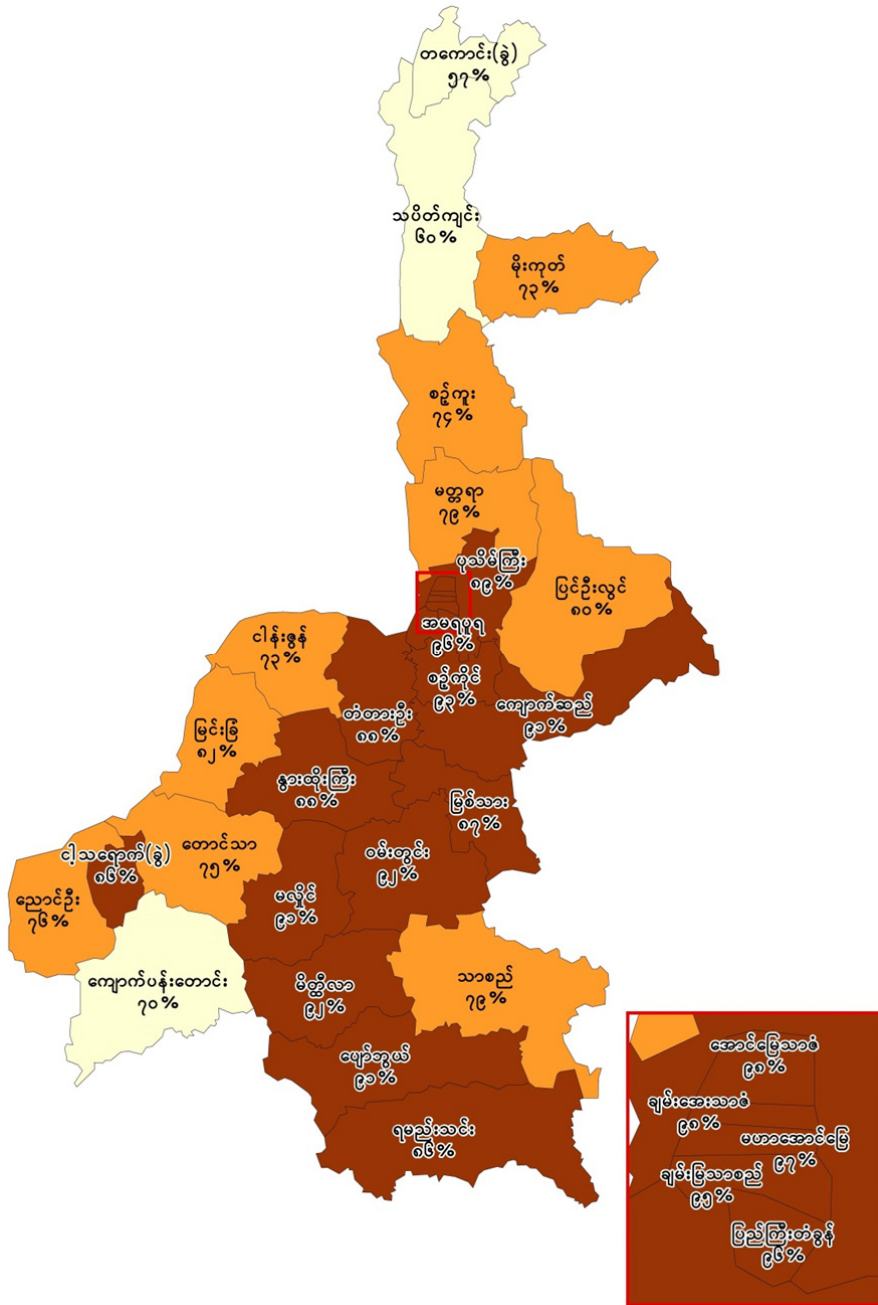 တကောင်း(ခွဲ)
၅၇%
သပိတ်ကျင်း
၆၀%
မိုးကုတ်
၇၃%
စဉ့်ကူး
၇၄%
မတ္တရာ
၇၉%
ပုသိမ်ကြီး
၈၉%
ပြင်ဦးလွင်
၈၀%
အမရပူရ
၉၆%
ငါန်းဇွန်
၇၃%
စဉ့်ကိုင်
၉၃%
ကျောက်ဆည်
၉၁%
တံတားဦး
၈၈%
မြင်းခြံ
၈၂%
နွားထိုးကြီး
၈၈%
မြစ်သား
၈၇%
တောင်သာ
၇၅%
ငါ့သရောက်(ခွဲ)
၈၆%
ဝမ်းတွင်း
၉၂%
မလှိုင်
၉၁%
ညောင်ဦး
၇၆%
ကျောက်ပန်းတောင်း
၇၀%
မိတ္ထီလာ
၉၂%
သာစည်
၇၉%
ပျော်ဘွယ်
၉၁%
ရမည်းသင်း
၈၆%
အောင်မြေသာဇံ
၉၈%
ချမ်းအေးသာဇံ
၉၈%
မဟာအောင်မြေ
၉၇%
ချမ်းမြသာစည်
၉၅%
ပြည်ကြီးတံခွန်
၉၆%